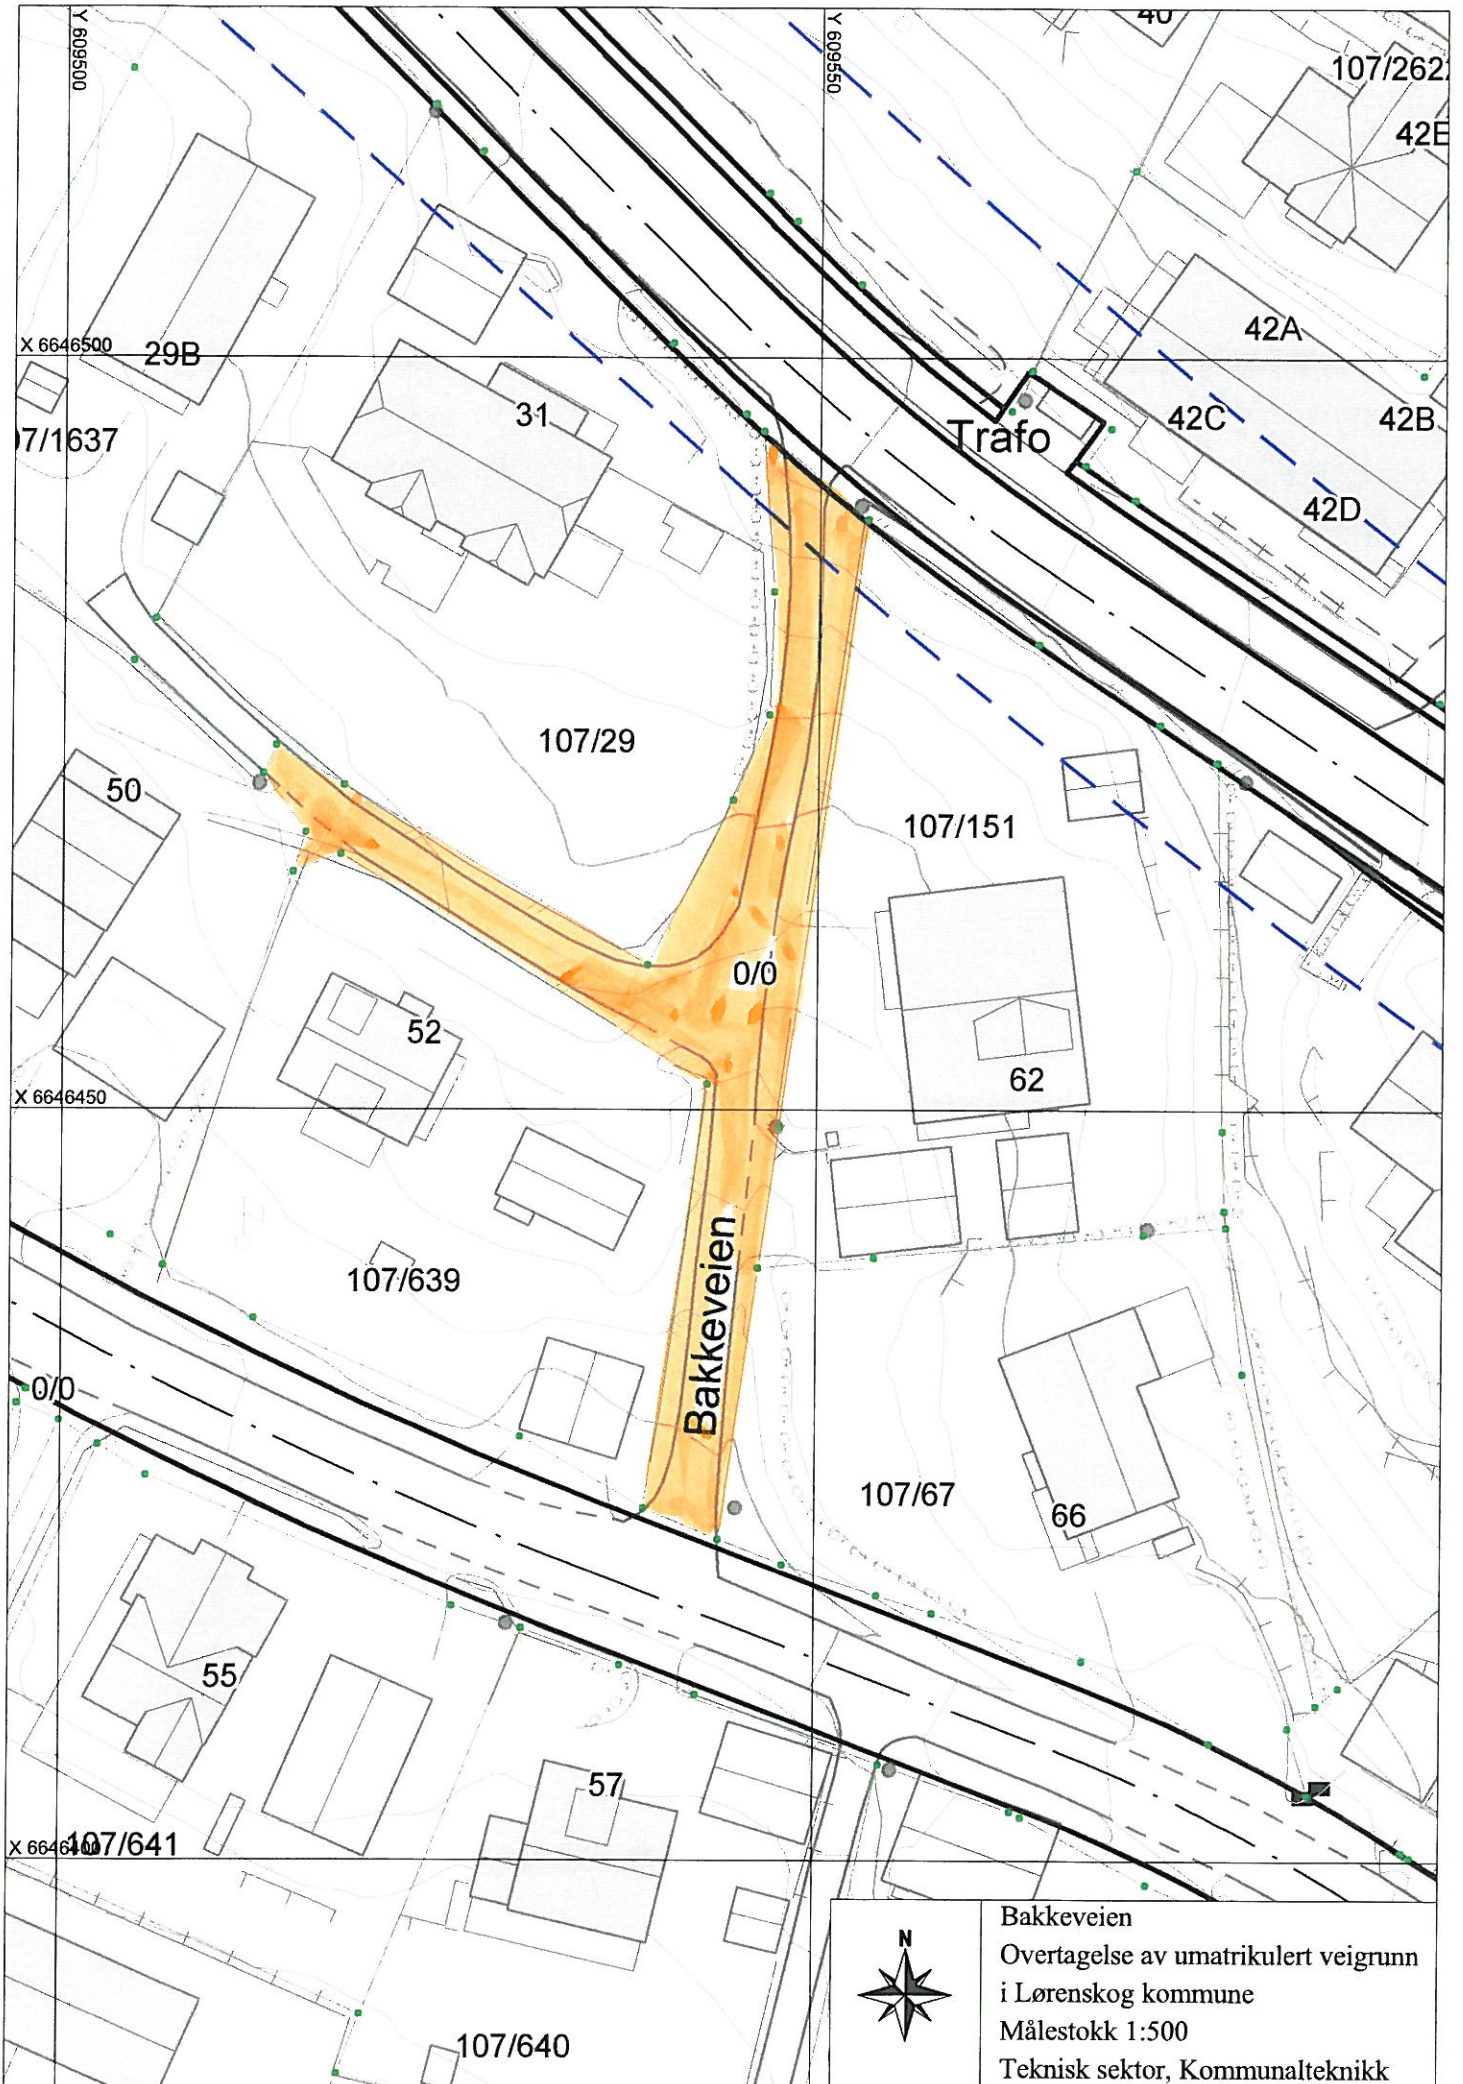 Y 609500
Y 609550
40
107/262
42E
X 6646500
29B
42A
31
42C
42B
07/1637
Trafo
42D
107/29
50
107/151
0/0
52
62
X 6646450
Bakkeveien
107/639
0/0
107/67
66
55
57
X 6646400
107/641
107/640
N
Bakkeveien
Overtagelse av umatrikulert veigrunn
i Lørenskog kommune
Målestokk 1:500
Teknisk sektor, Kommunalteknikk